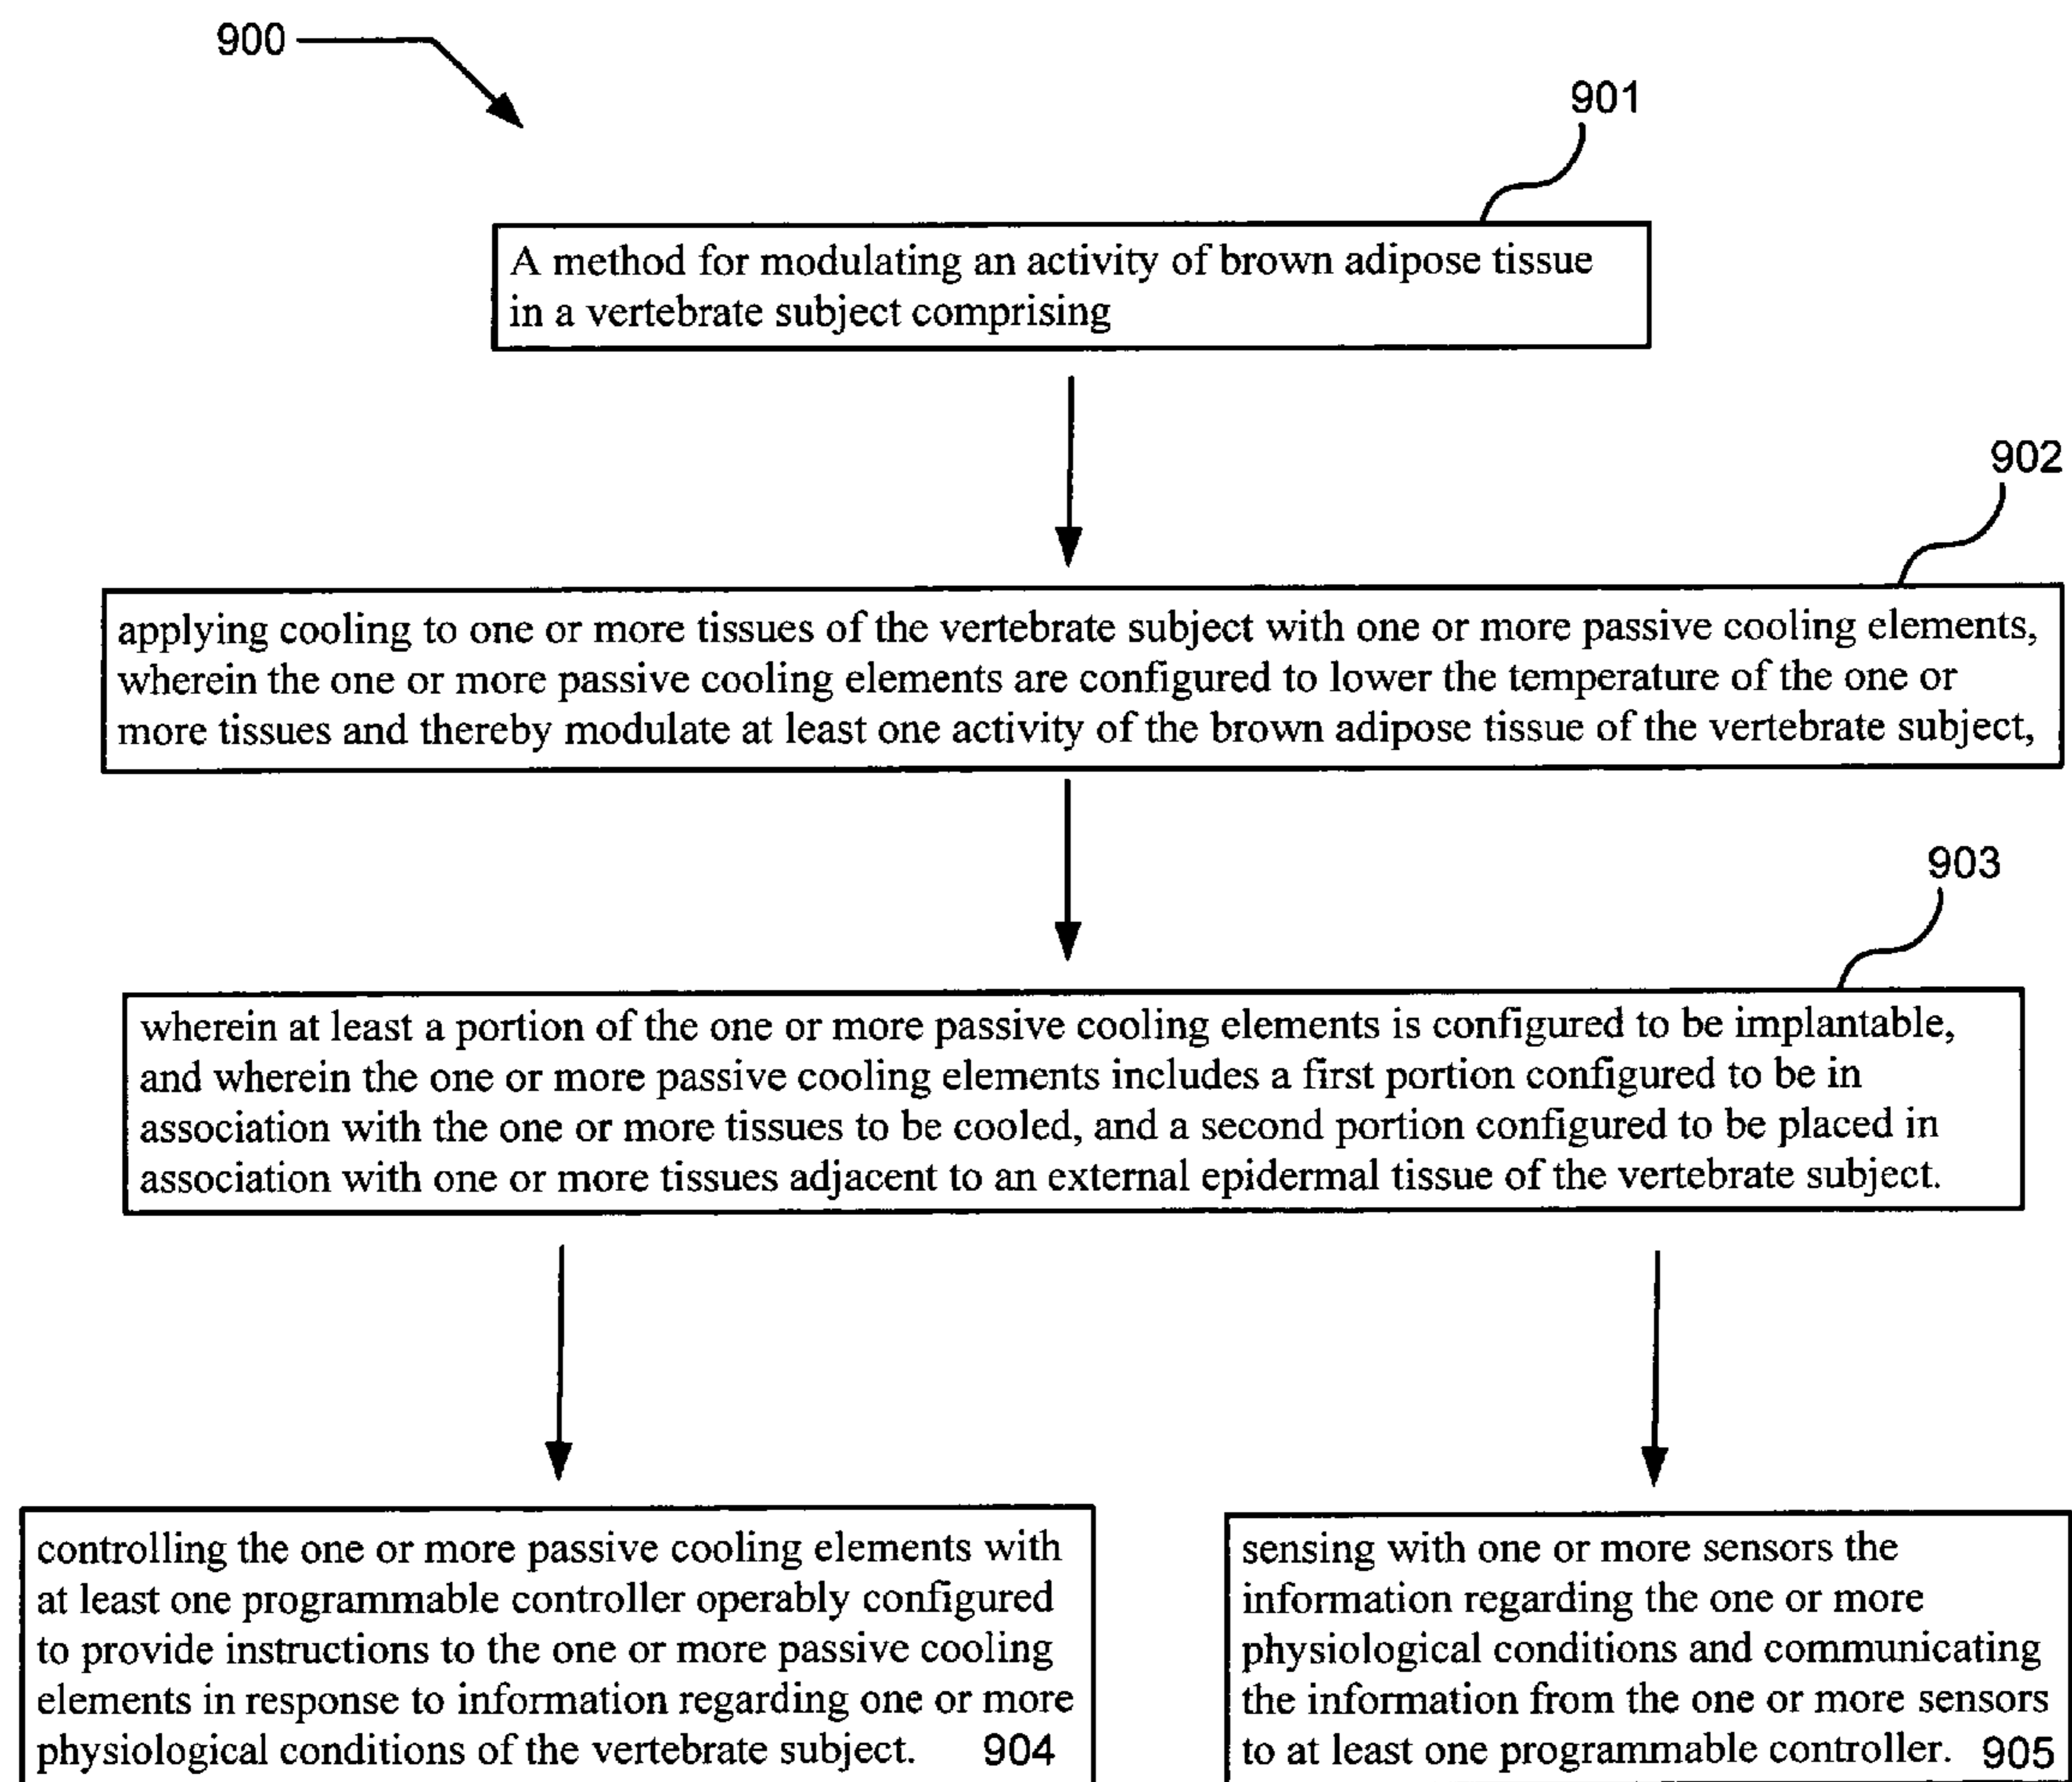 900
901
A method for modulating an activity of brown adipose tissue
in a vertebrate subject comprising
902
applying cooling to one or more tissues of the vertebrate subject with one or more passive cooling elements,
wherein the one or more passive cooling elements are configured to lower the temperature of the one or
more tissues and thereby modulate at least one activity of the brown adipose tissue of the vertebrate subject,
903
wherein at least a portion of the one or more passive cooling elements is configured to be implantable,
and wherein the one or more passive cooling elements includes a first portion configured to be in
association with the one or more tissues to be cooled, and a second portion configured to be placed in
association with one or more tissues adjacent to an external epidermal tissue of the vertebrate subject.
controlling the one or more passive cooling elements with
at least one programmable controller operably configured
to provide instructions to the one or more passive cooling
elements in response to information regarding one or more
physiological conditions of the vertebrate subject. 904
sensing with one or more sensors the
information regarding the one or more
physiological conditions and communicating
the information from the one or more sensors
to at least one programmable controller. 905